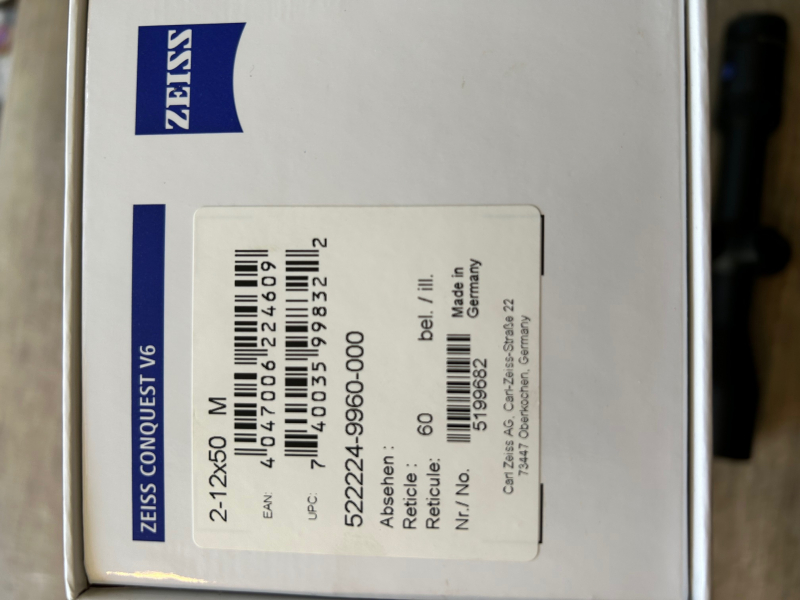 ZEISS
ZEISS CONQUEST V6
2-12x50 M
EAN:
4 047006 224609
UPC:
7 40035 99832 2
522224-9960-000
Absehen :
Reticle : 60 bel. / ill.
Reticule:
Nr./ No. 5199682 Made in
Germany
Carl Zeiss AG, Carl-Zeiss-Straße 22
73447 Oberkochen, Germany